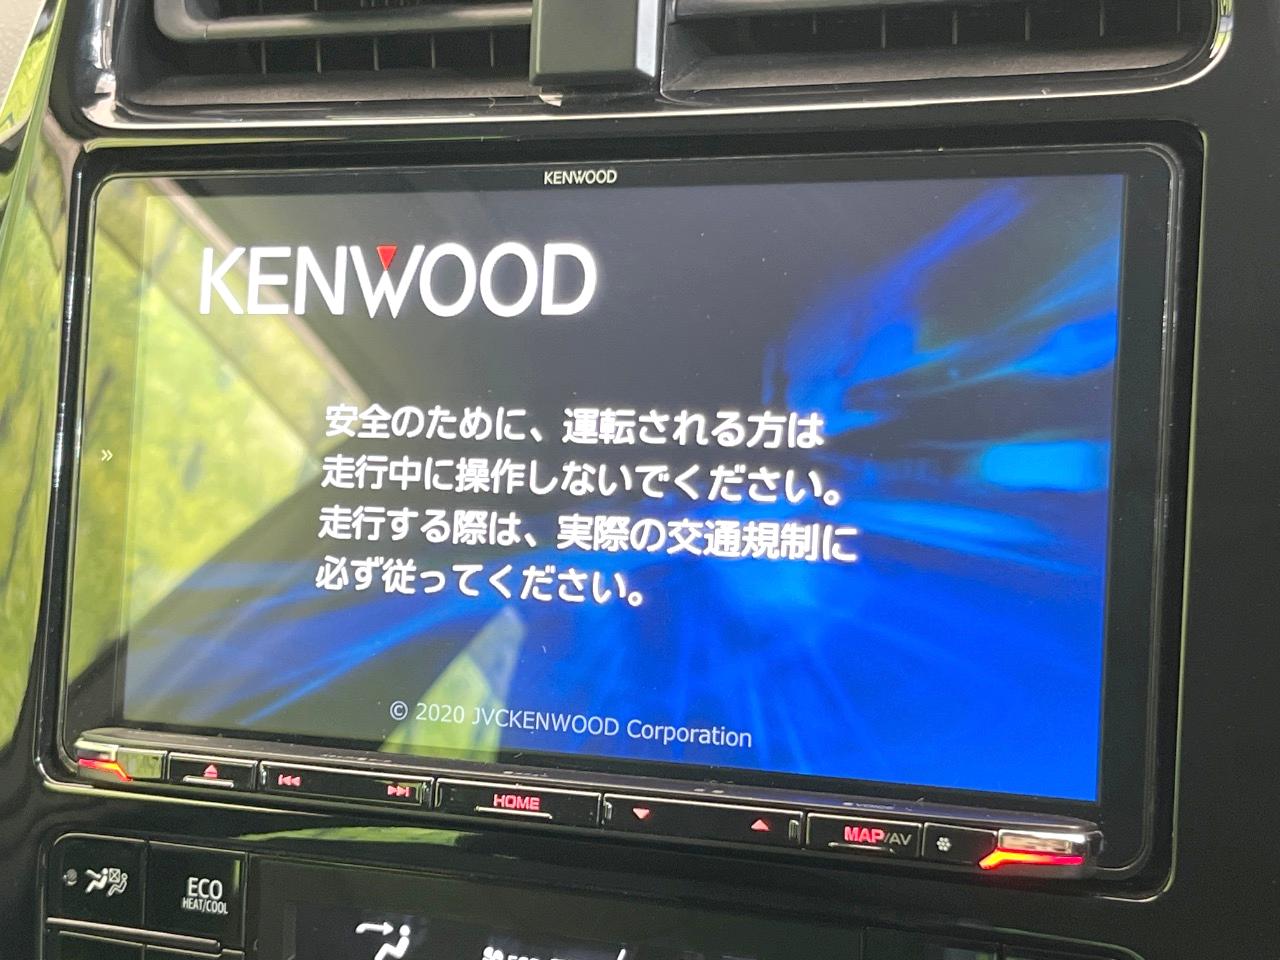 KENWOOD
KENWOOD
安全のために、運転される方は
走行中に操作しないでください。
走行する際は、実際の交通規制に
必ず従ってください。
© 2020 JVCKENWOOD Corporation
HOME
MAP/AV
ECO
HEAT/COOL